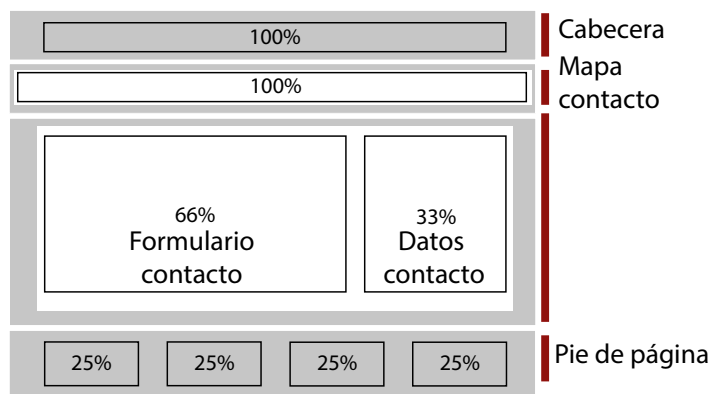 100%
Cabecera
100%
Mapa
contacto
66%
Formulario
contacto
33%
Datos
contacto
25%
25%
25%
25%
Pie de página